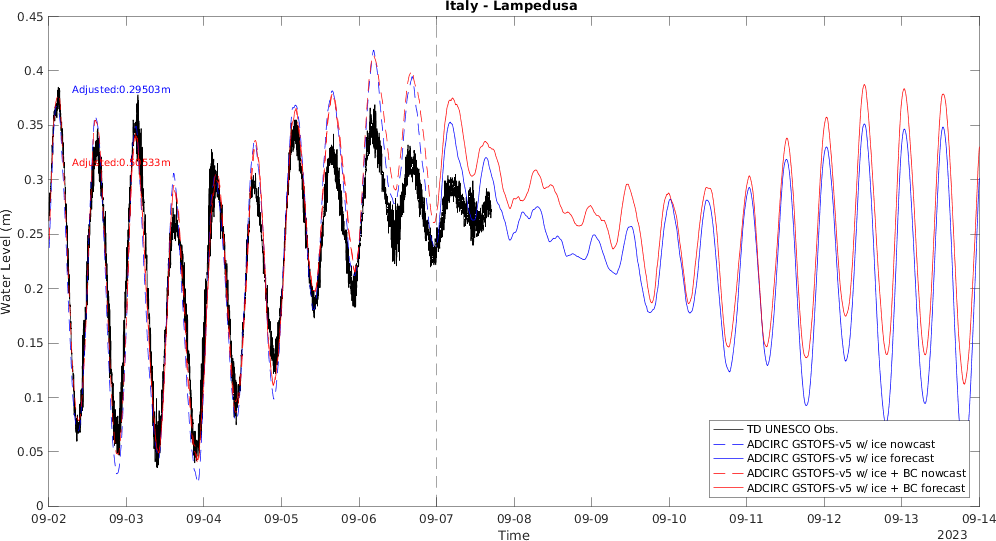 Italy - Lampedusa
0.45
0.4
0.35
0.3
0.25
0.2
0.15
0.1
0.05
0
Water Level (m)
Adjusted:0.29503m
TD UNESCO Obs.
ADCIRC GSTOFS-v5 w/ ice nowcast
ADCIRC GSTOFS-v5 w/ ice forecast
ADCIRC GSTOFS-v5 w/ ice + BC nowcast
ADCIRC GSTOFS-v5 w/ ice + BC forecast
09-02 09-03 09-04 09-05 09-06 09-07 09-08 09-09 09-10 09-11 09-12 09-13 09-14
Time
2023